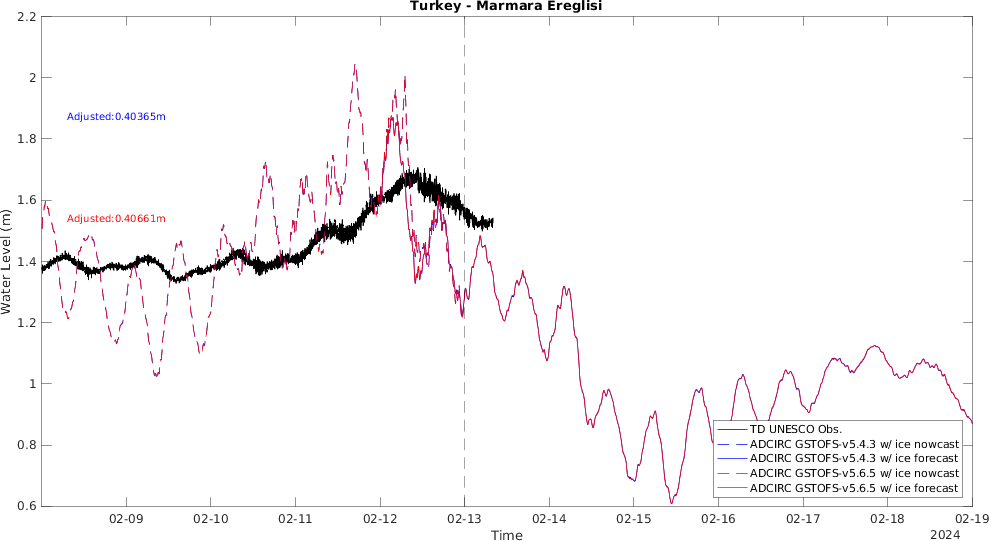 Turkey - Marmara Ereglisi
2.2
2
1.8
1.6
1.4
1.2
1
0.8
0.6
Water Level (m)
Adjusted:0.40365m
Adjusted:0.40661m
TD UNESCO Obs.
ADCIRC GSTOFS-v5.4.3 w/ ice nowcast
ADCIRC GSTOFS-v5.4.3 w/ ice forecast
ADCIRC GSTOFS-v5.6.5 w/ ice nowcast
ADCIRC GSTOFS-v5.6.5 w/ ice forecast
02-09 02-10 02-11 02-12 02-13 02-14 02-15 02-16 02-17 02-18 02-19
Time
2024